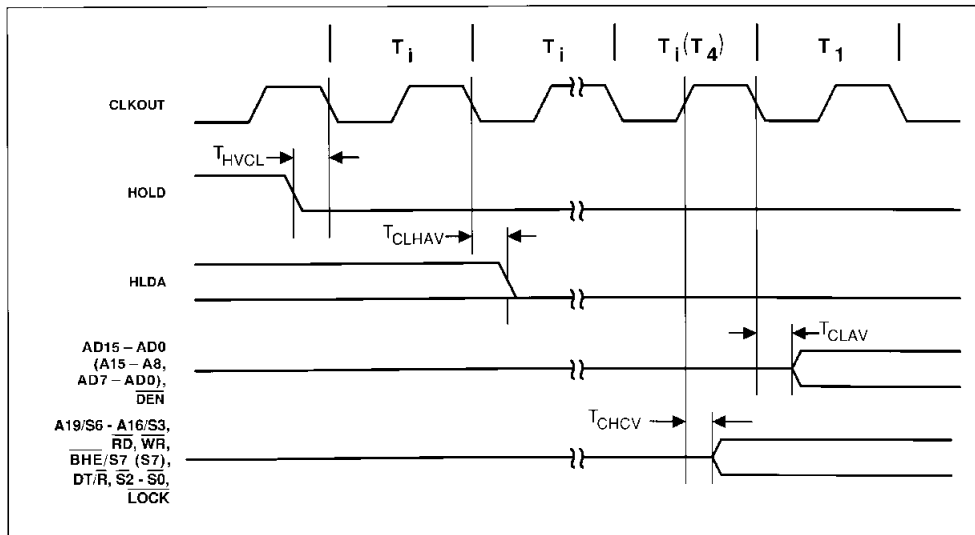 Ti Ti Ti(T4) T1
CLKOUT
THVCL
HOLD
TCLHAV
HLDA
AD15 – AD0
(A15 – A8,
AD7 – AD0),
DEN
TCLAV
A19/S6 - A16/S3,
RD, WR,
BHE/S7 (S7),
DT/R, S2 - S0,
LOCK
TCHCV